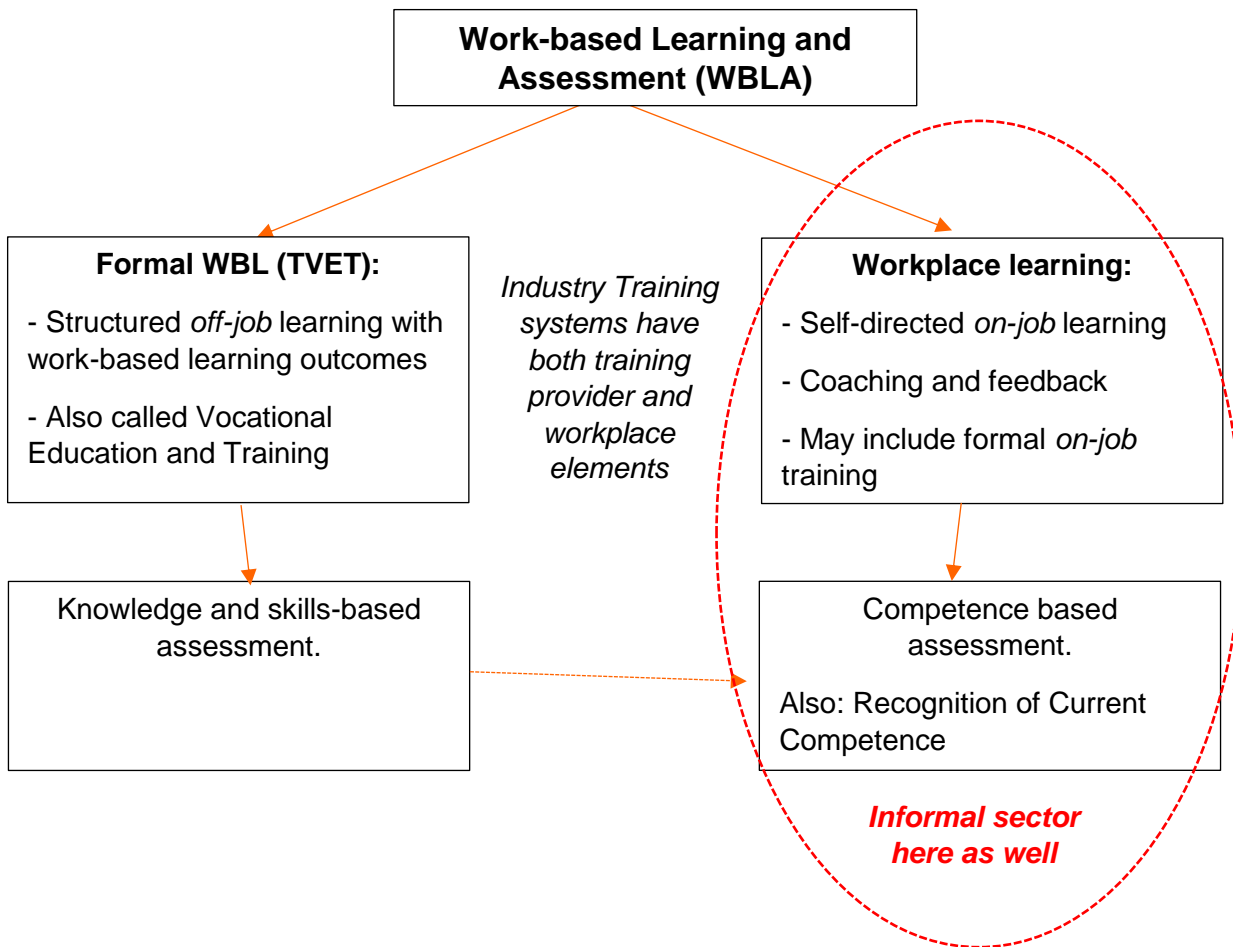 Work-based Learning and
Assessment (WBLA)
Formal WBL (TVET):
- Structured off-job learning with
work-based learning outcomes
- Also called Vocational
Education and Training
Industry Training
systems have
both training
provider and
workplace
elements
Workplace learning:
- Self-directed on-job learning
- Coaching and feedback
- May include formal on-job
training
Knowledge and skills-based
assessment.
Competence based
assessment.
Also: Recognition of Current
Competence
Informal sector
here as well